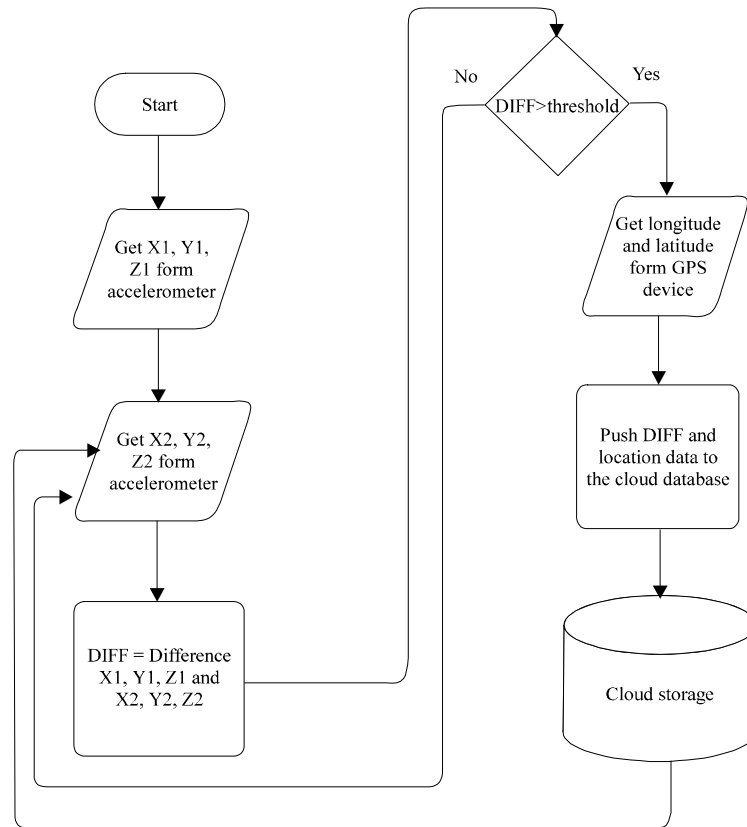 Start
Get X1, Y1,
Z1 form
accelerometer
Get X2, Y2,
Z2 form
accelerometer
DIFF = Difference
X1, Y1, Z1 and
X2, Y2, Z2
No
DIFF>threshold
Yes
Get longitude
and latitude
form GPS
device
Push DIFF and
location data to
the cloud database
Cloud storage